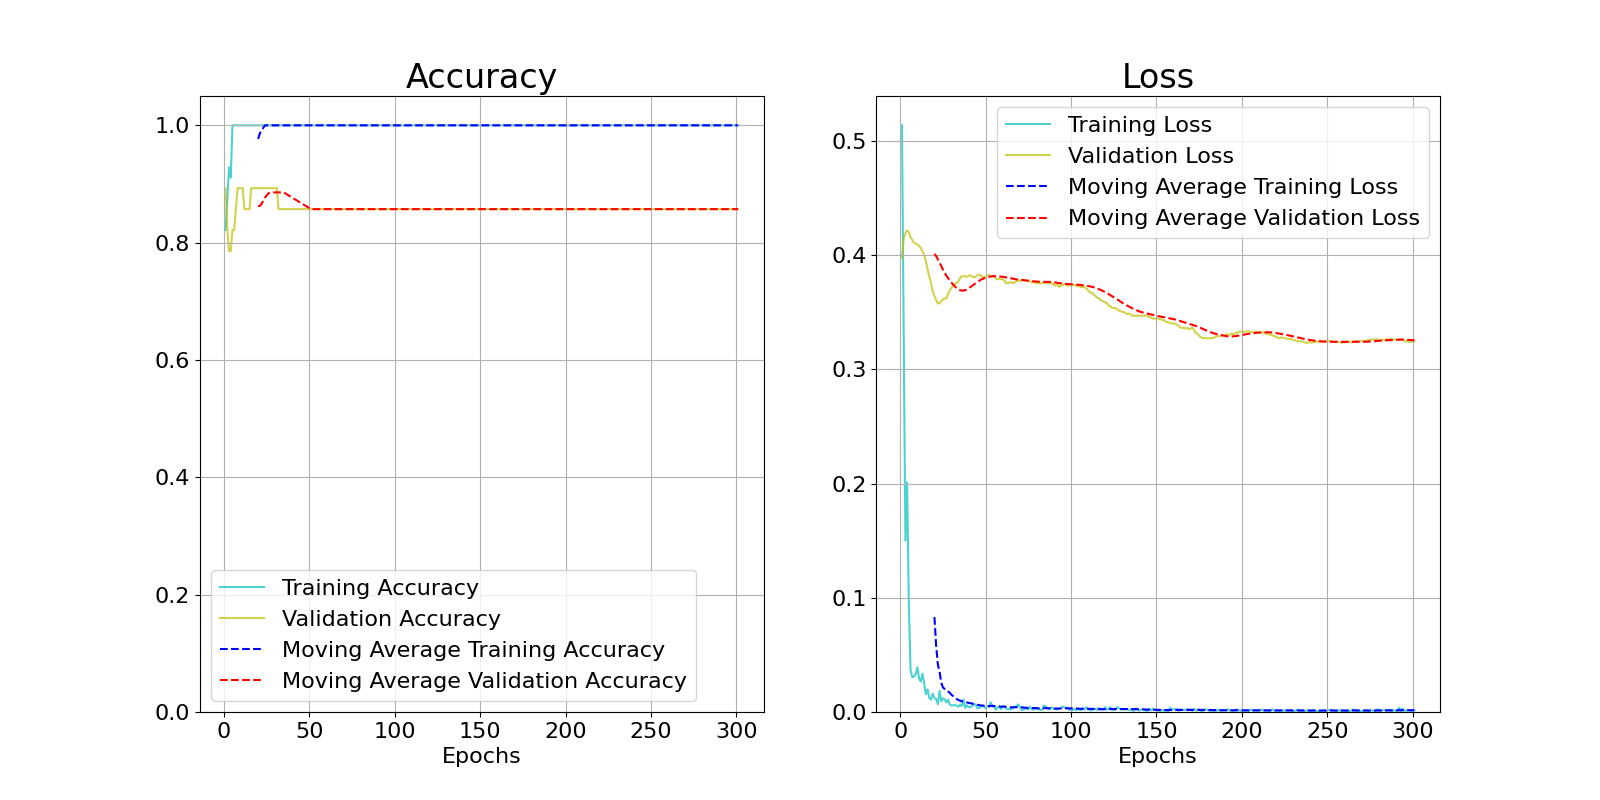 Accuracy
1.0
0.8
0.6
0.4
0.2
0.0
Training Accuracy
Validation Accuracy
Moving Average Training Accuracy
Moving Average Validation Accuracy
0 50 100 150 200 250 300
Epochs
Loss
0.5
0.4
0.3
0.2
0.1
0.0
Training Loss
Validation Loss
Moving Average Training Loss
Moving Average Validation Loss
0 50 100 150 200 250 300
Epochs